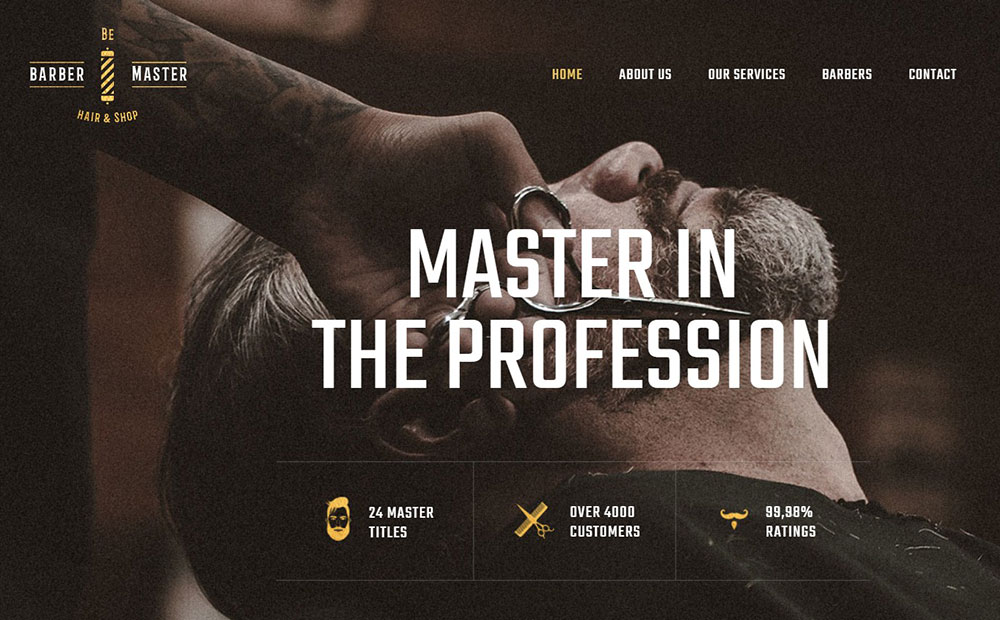 BE
BARBER MASTER
HAIR & SHOP
HOME ABOUT US OUR SERVICES BARBERS CONTACT
MASTER IN
THE PROFESSION
24 MASTER
TITLES
OVER 4000
CUSTOMERS
99,98%
RATINGS